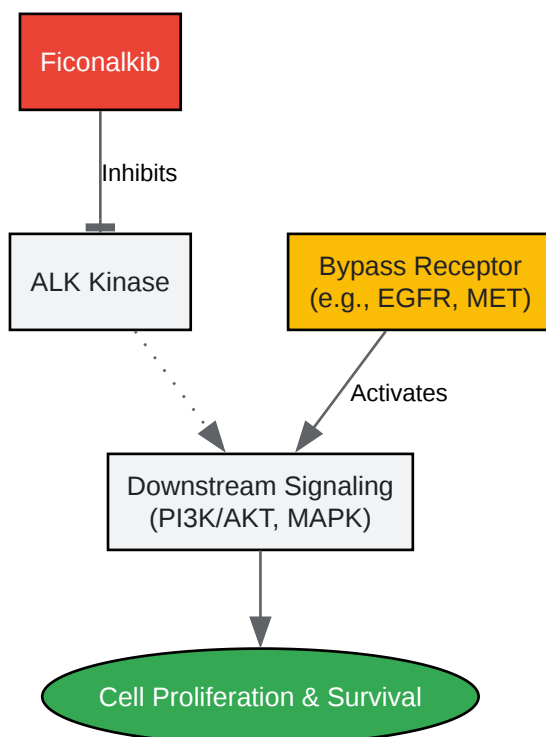 Ficonalkib
Inhibits
ALK Kinase
Bypass Receptor
(e.g., EGFR, MET)
Activates
Downstream Signaling
(PI3K/AKT, MAPK)
Cell Proliferation & Survival